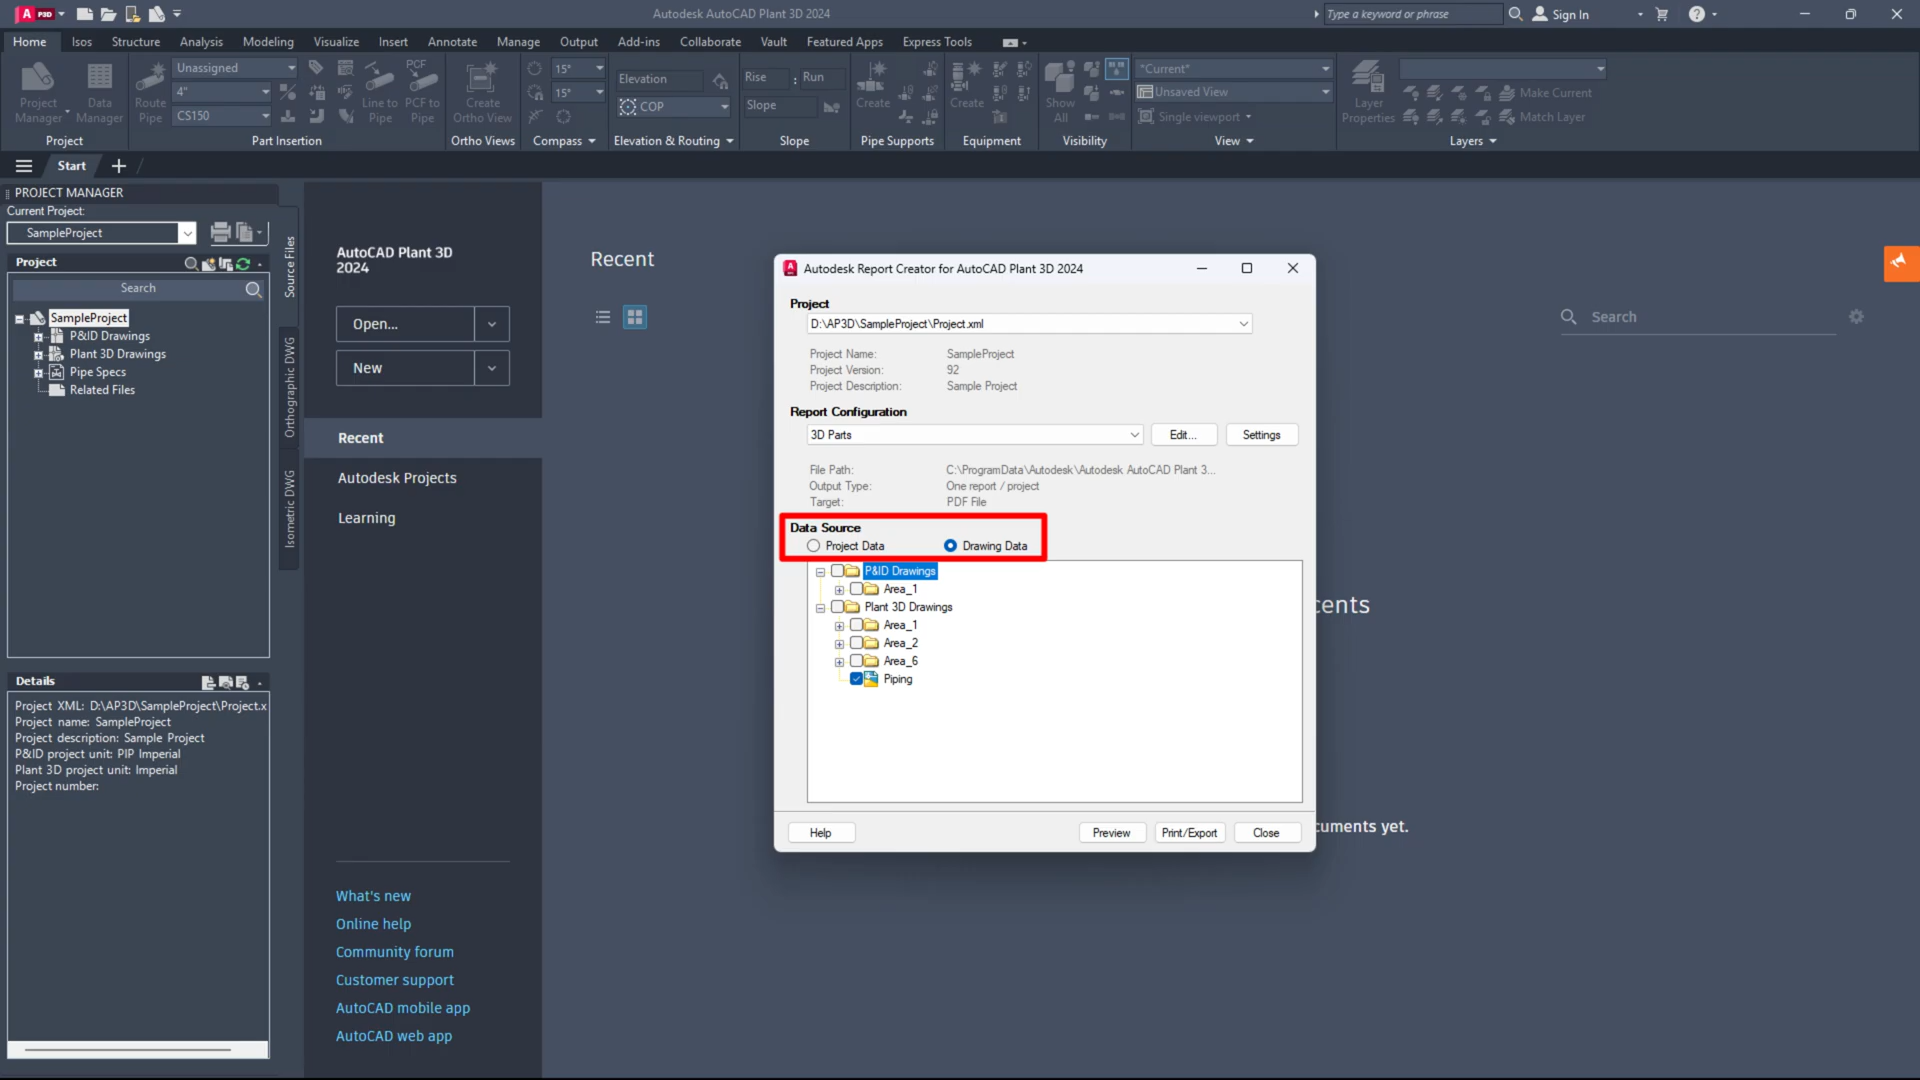 A P3D
Autodesk AutoCAD Plant 3D 2024
Type a keyword or phrase
Sign In
Home Isos Structure Analysis Modeling Visualize Insert Annotate Manage Output Add-ins Collaborate Vault Featured Apps Express Tools
Project Manager
Data Manager
Project
Route Pipe
Unassigned
4"
CS150
Line to Pipe
PCF
PCF to Pipe
Part Insertion
Create Ortho View
Ortho Views
15°
15°
Compass
Elevation
COP
Elevation & Routing
Rise : Run
Slope
Slope
Create
Pipe Supports
Create
Equipment
Show All
Visibility
"Current"
Unsaved View
Single viewport
View
Layer Properties
Make Current
Match Layer
Layers
Start
PROJECT MANAGER
Current Project:
SampleProject
Project
Search
SampleProject
P&ID Drawings
Plant 3D Drawings
Pipe Specs
Related Files
Source Files
Orthographic DWG
Isometric DWG
Details
Project XML: D:\AP3D\SampleProject\Project.x
Project name: SampleProject
Project description: Sample Project
P&ID project unit: PIP Imperial
Plant 3D project unit: Imperial
Project number:
AutoCAD Plant 3D
2024
Open...
New
Recent
Autodesk Projects
Learning
What's new
Online help
Community forum
Customer support
AutoCAD mobile app
AutoCAD web app
Recent
Search
cents
cuments yet.
Autodesk Report Creator for AutoCAD Plant 3D 2024
Project
D:\AP3D\SampleProject\Project.xml
Project Name: SampleProject
Project Version: 92
Project Description: Sample Project
Report Configuration
3D Parts
Edit...
Settings
File Path: C:\ProgramData\Autodesk\Autodesk AutoCAD Plant 3...
Output Type: One report / project
Target: PDF File
Data Source
Project Data Drawing Data
P&ID Drawings
Area_1
Plant 3D Drawings
Area_1
Area_2
Area_6
Piping
Help
Preview
Print/Export
Close